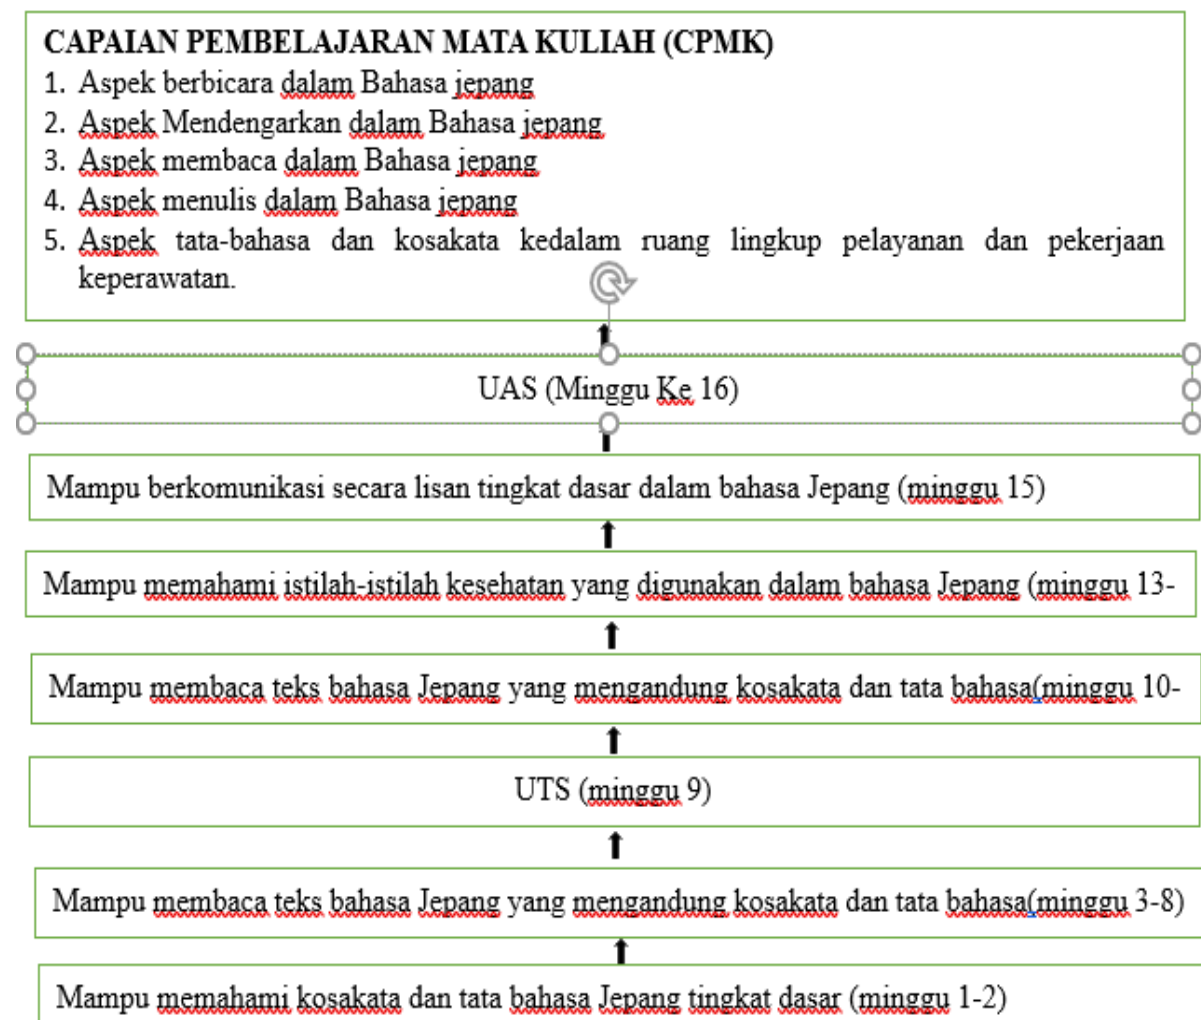 CAPAIAN PEMBELAJARAN MATA KULIAH (CPMK)
1. Aspek berbicara dalam Bahasa jepang
2. Aspek Mendengarkan dalam Bahasa jepang
3. Aspek membaca dalam Bahasa jepang
4. Aspek menulis dalam Bahasa jepang
5. Aspek tata-bahasa dan kosakata kedalam ruang lingkup pelayanan dan pekerjaan
keperawatan.
UAS (Minggu Ke 16)
Mampu berkomunikasi secara lisan tingkat dasar dalam bahasa Jepang (minggu 15)
Mampu memahami istilah-istilah kesehatan yang digunakan dalam bahasa Jepang (minggu 13-
Mampu membaca teks bahasa Jepang yang mengandung kosakata dan tata bahasa(minggu 10-
UTS (minggu 9)
Mampu membaca teks bahasa Jepang yang mengandung kosakata dan tata bahasa(minggu 3-8)
Mampu memahami kosakata dan tata bahasa Jepang tingkat dasar (minggu 1-2)